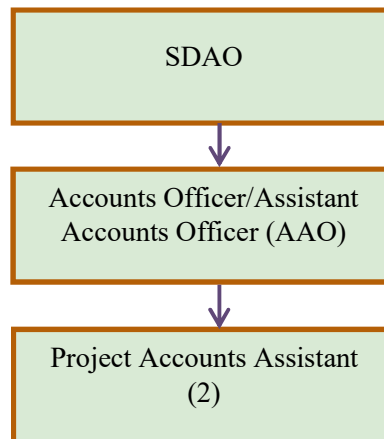 SDAO
Accounts Officer/Assistant
Accounts Officer (AAO)
Project Accounts Assistant
(2)